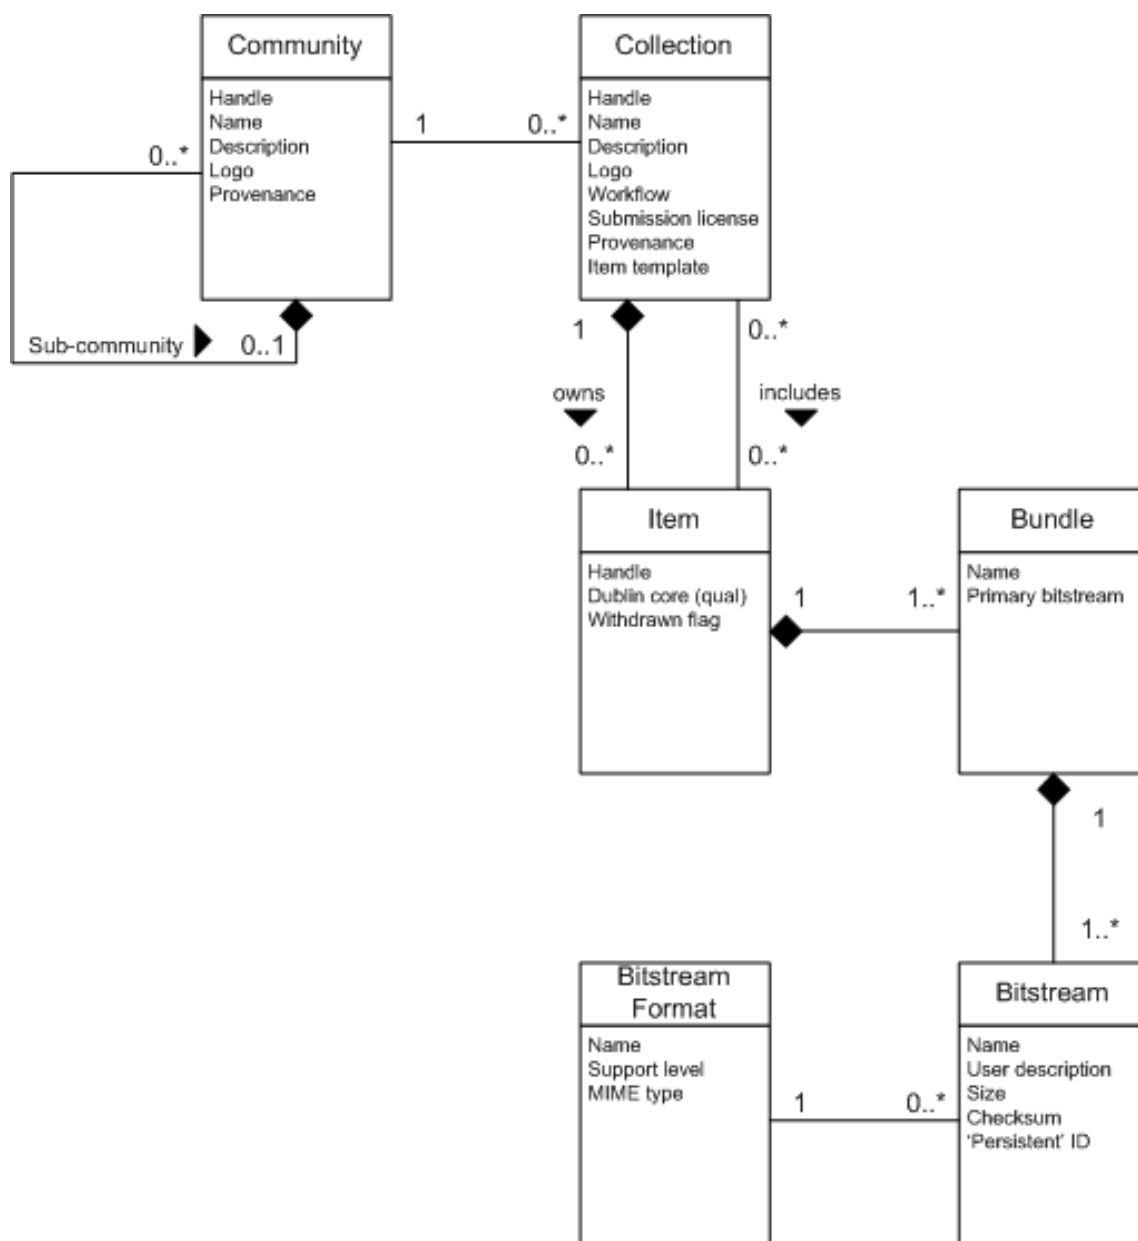 Community
Handle
Name
Description
Logo
Provenance
0..*
Sub-community
0..1
1
0..*
Collection
Handle
Name
Description
Logo
Workflow
Submission license
Provenance
Item template
1
0..*
owns
includes
0..*
0..*
Item
Handle
Dublin core (qual)
Withdrawn flag
1
1..*
Bundle
Name
Primary bitstream
1
1..*
Bitstream
Format
Name
Support level
MIME type
1
0..*
Bitstream
Name
User description
Size
Checksum
'Persistent' ID